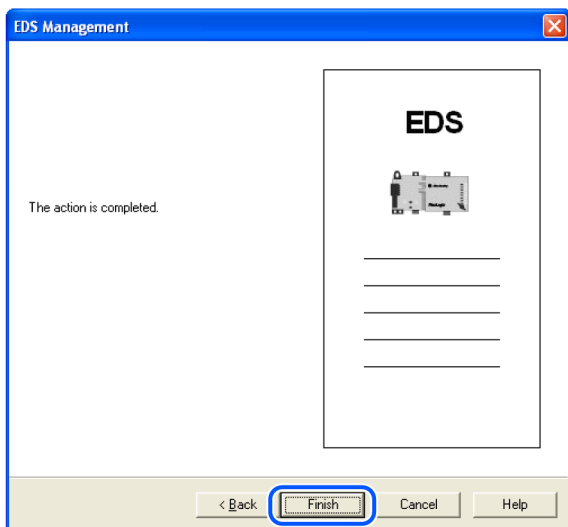 EDS Management
EDS
The action is completed.
< Back
Finish
Cancel
Help